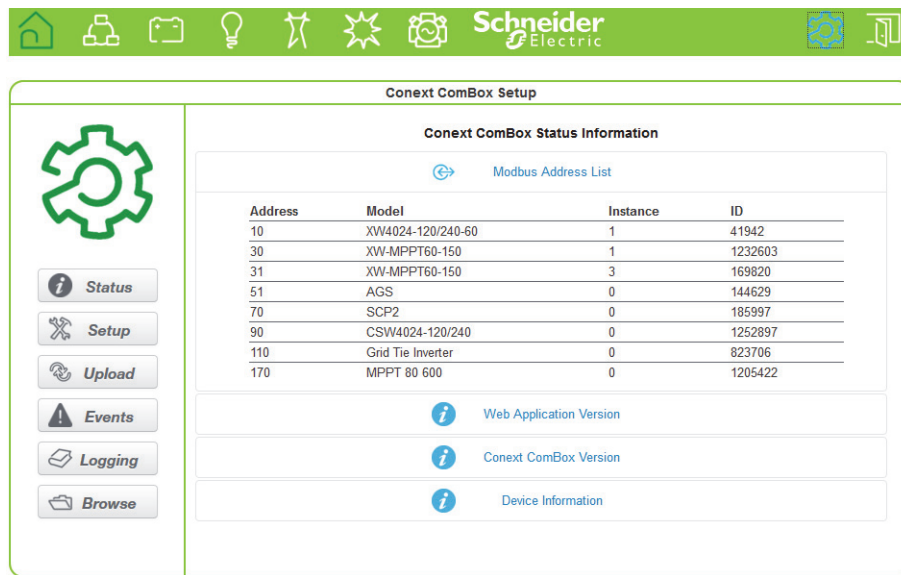 Schneider
Electric
Conext ComBox Setup
Conext ComBox Status Information
Modbus Address List
Address Model Instance ID
10 XW4024-120/240-60 1 41942
30 XW-MPPT60-150 1 1232603
31 XW-MPPT60-150 3 169820
51 AGS 0 144629
70 SCP2 0 185997
90 CSW4024-120/240 0 1252897
110 Grid Tie Inverter 0 823706
170 MPPT 80 600 0 1205422
Web Application Version
Conext ComBox Version
Device Information
Status
Setup
Upload
Events
Logging
Browse